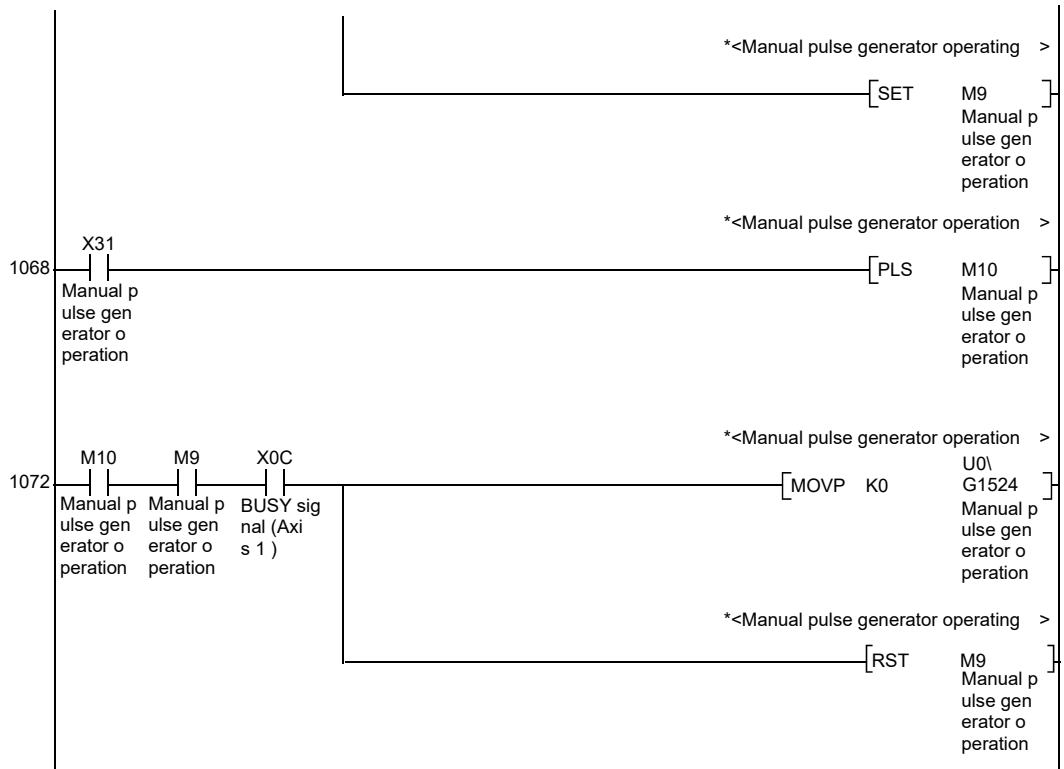 *<Manual pulse generator operating >
SET M9
Manual p
ulse gen
erator o
peration
*<Manual pulse generator operation >
X31
1068 PLS M10
Manual p Manual p
ulse gen ulse gen
erator o erator o
peration peration
*<Manual pulse generator operation >
M10 M9 X0C U0\
1072 MOVP K0 G1524
Manual p Manual p BUSY sig Manual p
ulse gen ulse gen nal (Axi ulse gen
erator o erator o s 1 ) erator o
peration peration peration
*<Manual pulse generator operating >
RST M9
Manual p
ulse gen
erator o
peration